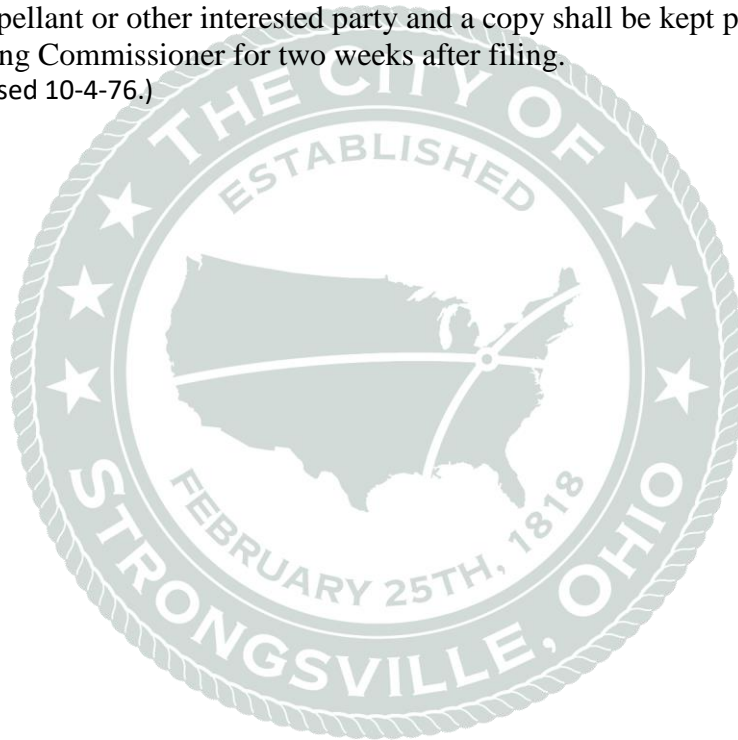 pellant or other interested party and a copy shall be kept p
ng Commissioner for two weeks after filing.
sed 10-4-76.)
THE CITY OF
ESTABLISHED
FEBRUARY 25TH, 1818
STRONGSVILLE, OHIO